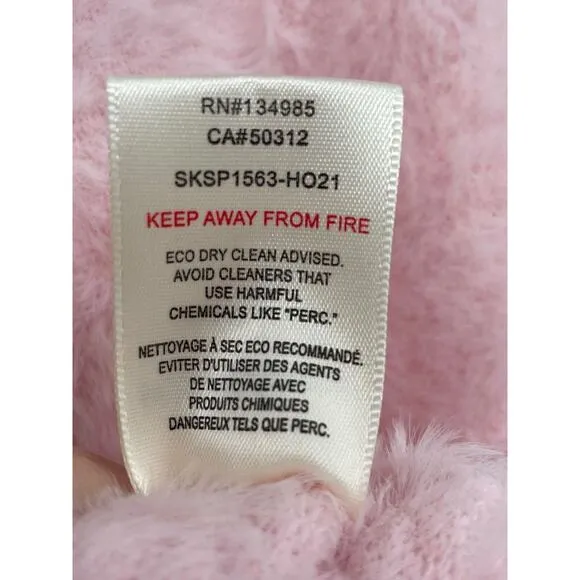 RN#134985
CA#50312
SKSP1563-HO21
KEEP AWAY FROM FIRE
ECO DRY CLEAN ADVISED.
AVOID CLEANERS THAT
USE HARMFUL
CHEMICALS LIKE "PERC."
NETTOYAGE À SEC ECO RECOMMANDÉ.
EVITER D'UTILISER DES AGENTS
DE NETTOYAGE AVEC
PRODUITS CHIMIQUES
DANGEREUX TELS QUE PERC.